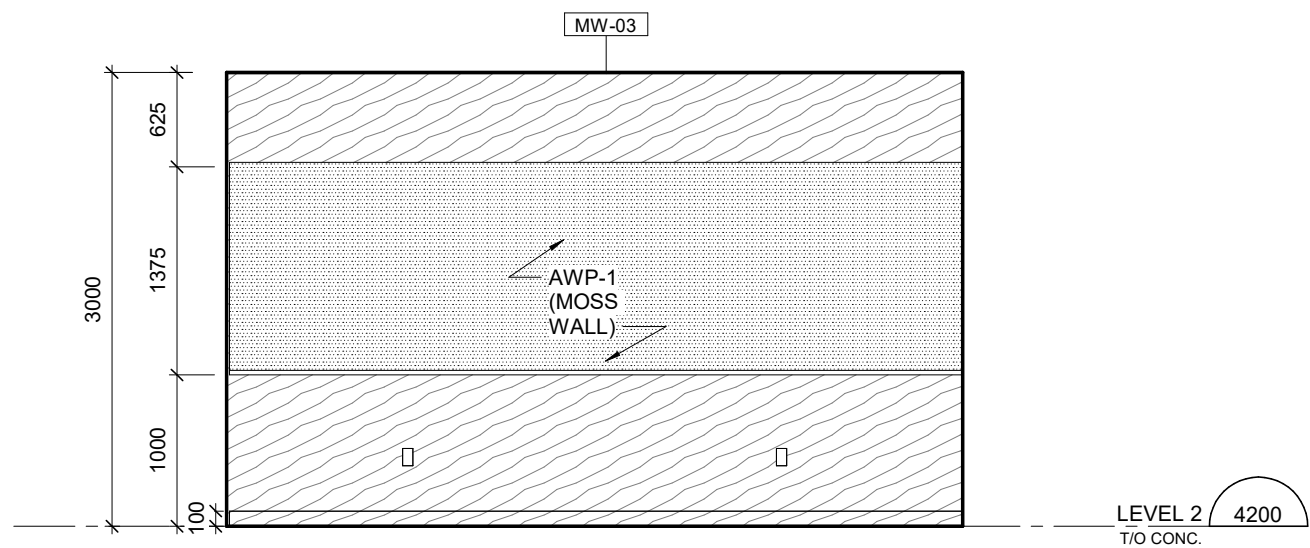 MW-03
625
3000
1375
AWP-1
(MOSS
WALL)
1000
100
LEVEL 2
4200
T/O CONC.